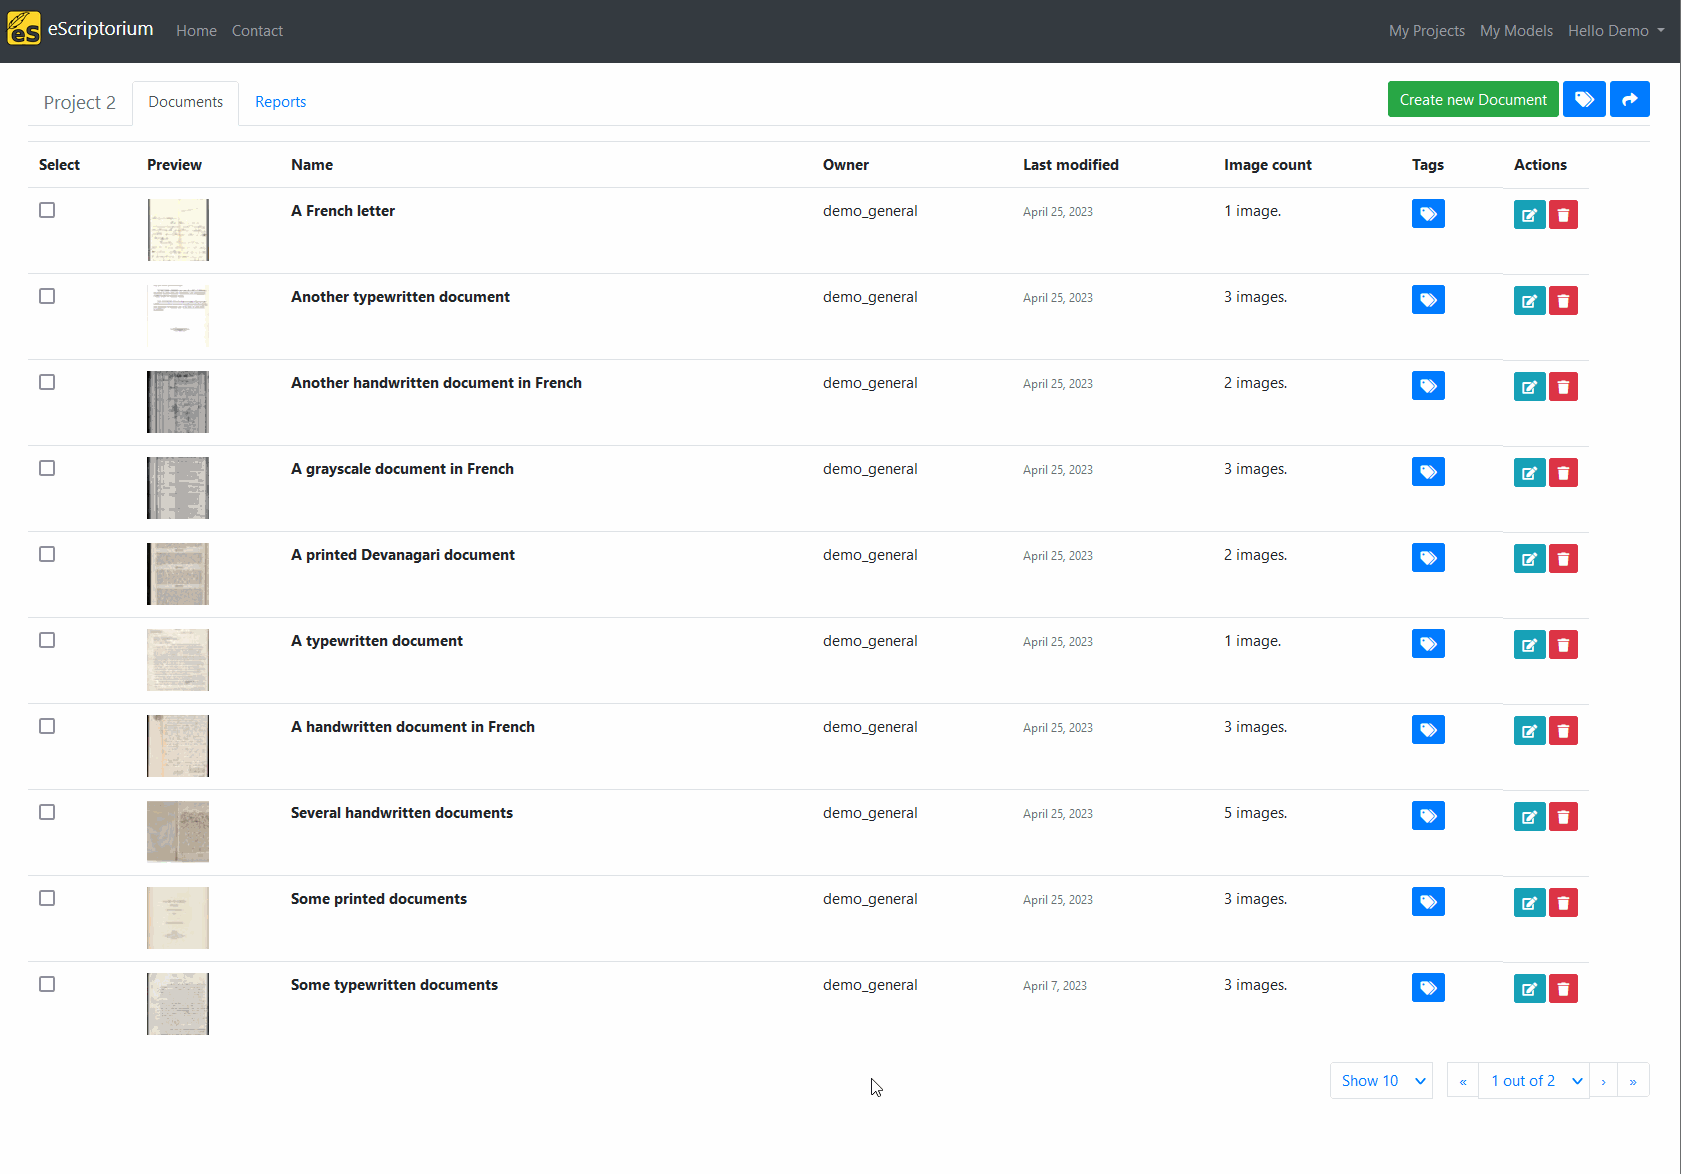 eS eScriptorium Home Contact My Projects My Models Hello Demo
Project 2 Documents Reports Create new Document
Select Preview Name Owner Last modified Image count Tags Actions
A French letter demo_general April 25, 2023 1 image.
Another typewritten document demo_general April 25, 2023 3 images.
Another handwritten document in French demo_general April 25, 2023 2 images.
A grayscale document in French demo_general April 25, 2023 3 images.
A printed Devanagari document demo_general April 25, 2023 2 images.
A typewritten document demo_general April 25, 2023 1 image.
A handwritten document in French demo_general April 25, 2023 3 images.
Several handwritten documents demo_general April 25, 2023 5 images.
Some printed documents demo_general April 25, 2023 3 images.
Some typewritten documents demo_general April 7, 2023 3 images.
Show 10 « 1 out of 2 › »